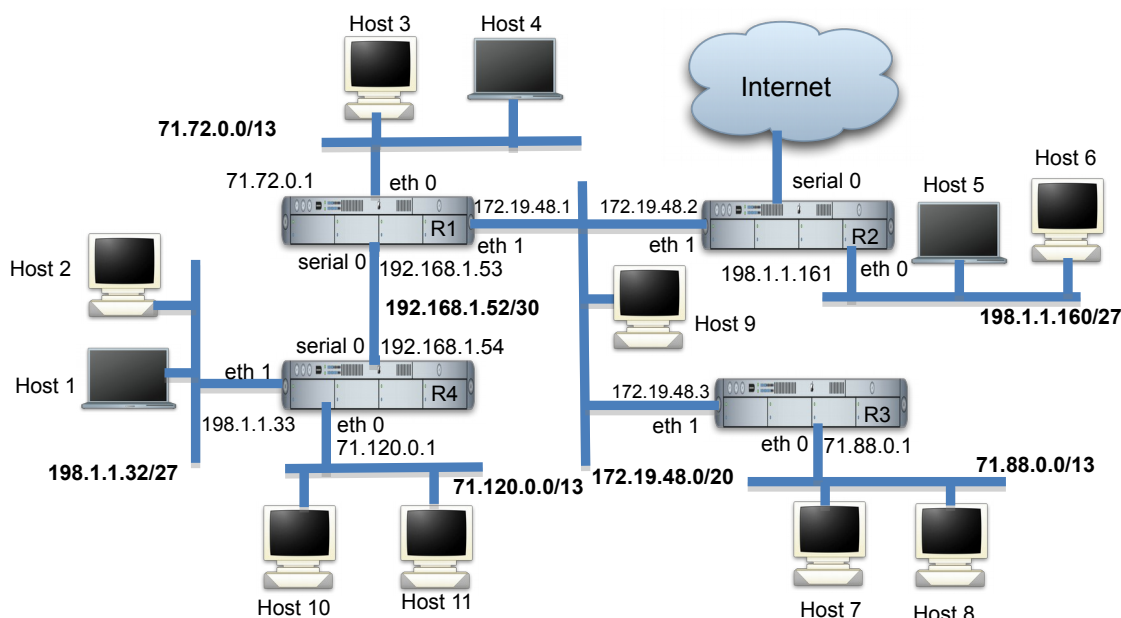 Host 3
Host 4
Internet
71.72.0.0/13
Host 6
Host 5
71.72.0.1
eth 0
serial 0
172.19.48.1
172.19.48.2
R1
R2
eth 1
eth 1
Host 2
serial 0
192.168.1.53
198.1.1.161
eth 0
192.168.1.52/30
Host 9
198.1.1.160/27
serial 0
192.168.1.54
Host 1
eth 1
R4
172.19.48.3
R3
198.1.1.33
eth 0
eth 1
eth 0
71.88.0.1
71.120.0.1
198.1.1.32/27
71.120.0.0/13
172.19.48.0/20
71.88.0.0/13
Host 10
Host 11
Host 7
Host 8